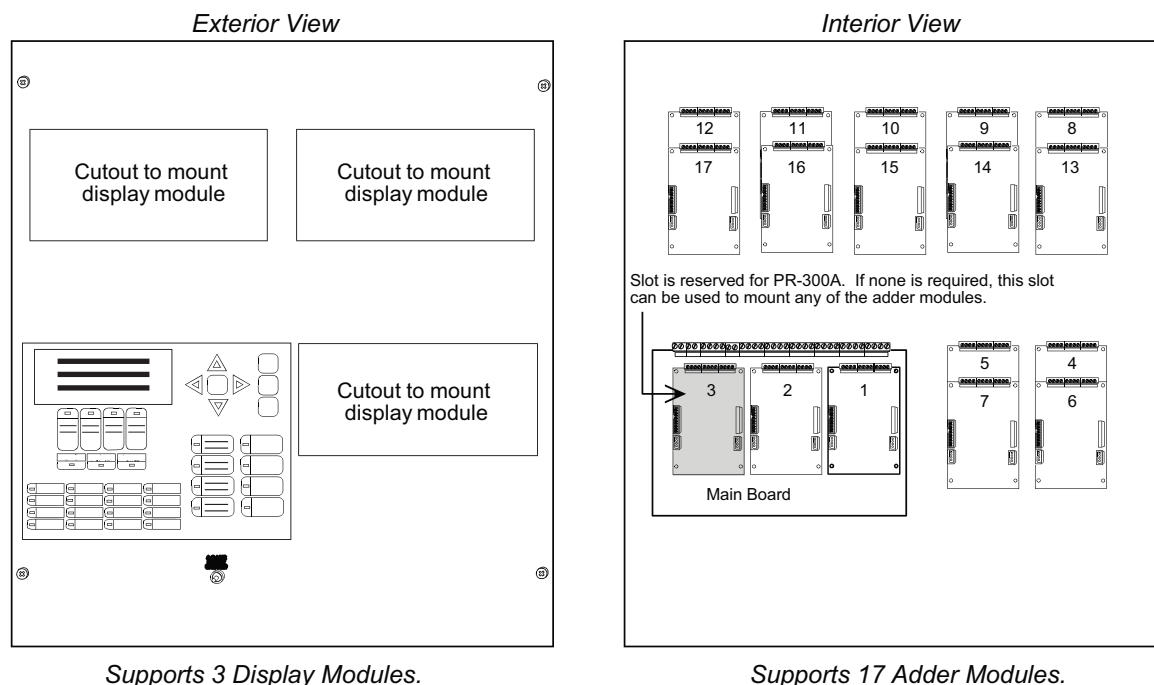 Exterior View
Interior View
Cutout to mount
display module
Cutout to mount
display module
Cutout to mount
display module
12 11 10 9 8
17 16 15 14 13
Slot is reserved for PR-300A. If none is required, this slot
can be used to mount any of the adder modules.
5 4
3 2 1
7 6
Main Board
Supports 3 Display Modules.
Supports 17 Adder Modules.